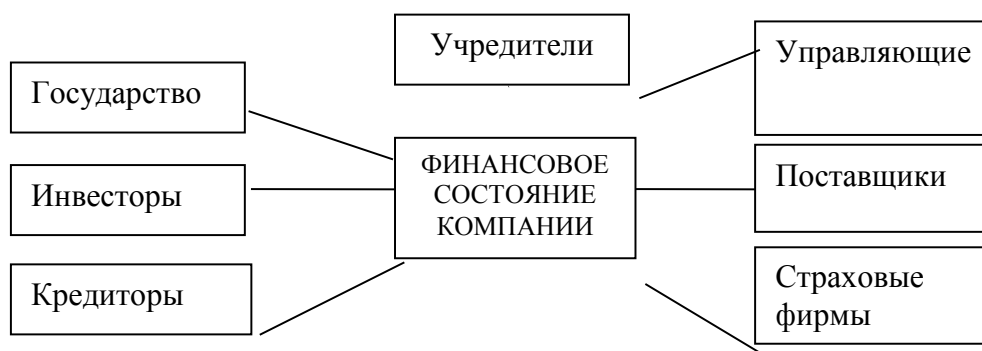 Учредители
Управляющие
Государство
ФИНАНСОВОЕ
СОСТОЯНИЕ
КОМПАНИИ
Инвесторы
Поставщики
Кредиторы
Страховые
фирмы